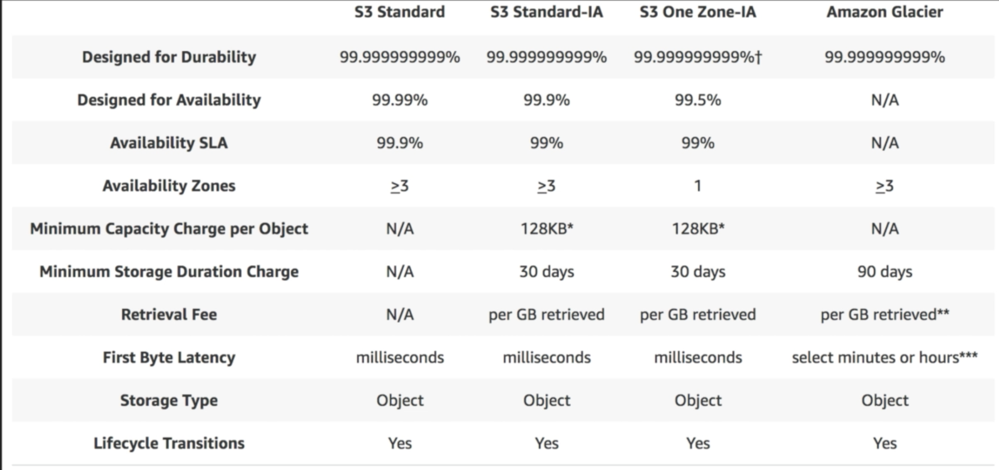 S3 Standard S3 Standard-IA S3 One Zone-IA Amazon Glacier
Designed for Durability 99.999999999% 99.999999999% 99.999999999%† 99.999999999%
Designed for Availability 99.99% 99.9% 99.5% N/A
Availability SLA 99.9% 99% 99% N/A
Availability Zones ≥3 ≥3 1 ≥3
Minimum Capacity Charge per Object N/A 128KB* 128KB* N/A
Minimum Storage Duration Charge N/A 30 days 30 days 90 days
Retrieval Fee N/A per GB retrieved per GB retrieved per GB retrieved**
First Byte Latency milliseconds milliseconds milliseconds select minutes or hours***
Storage Type Object Object Object Object
Lifecycle Transitions Yes Yes Yes Yes